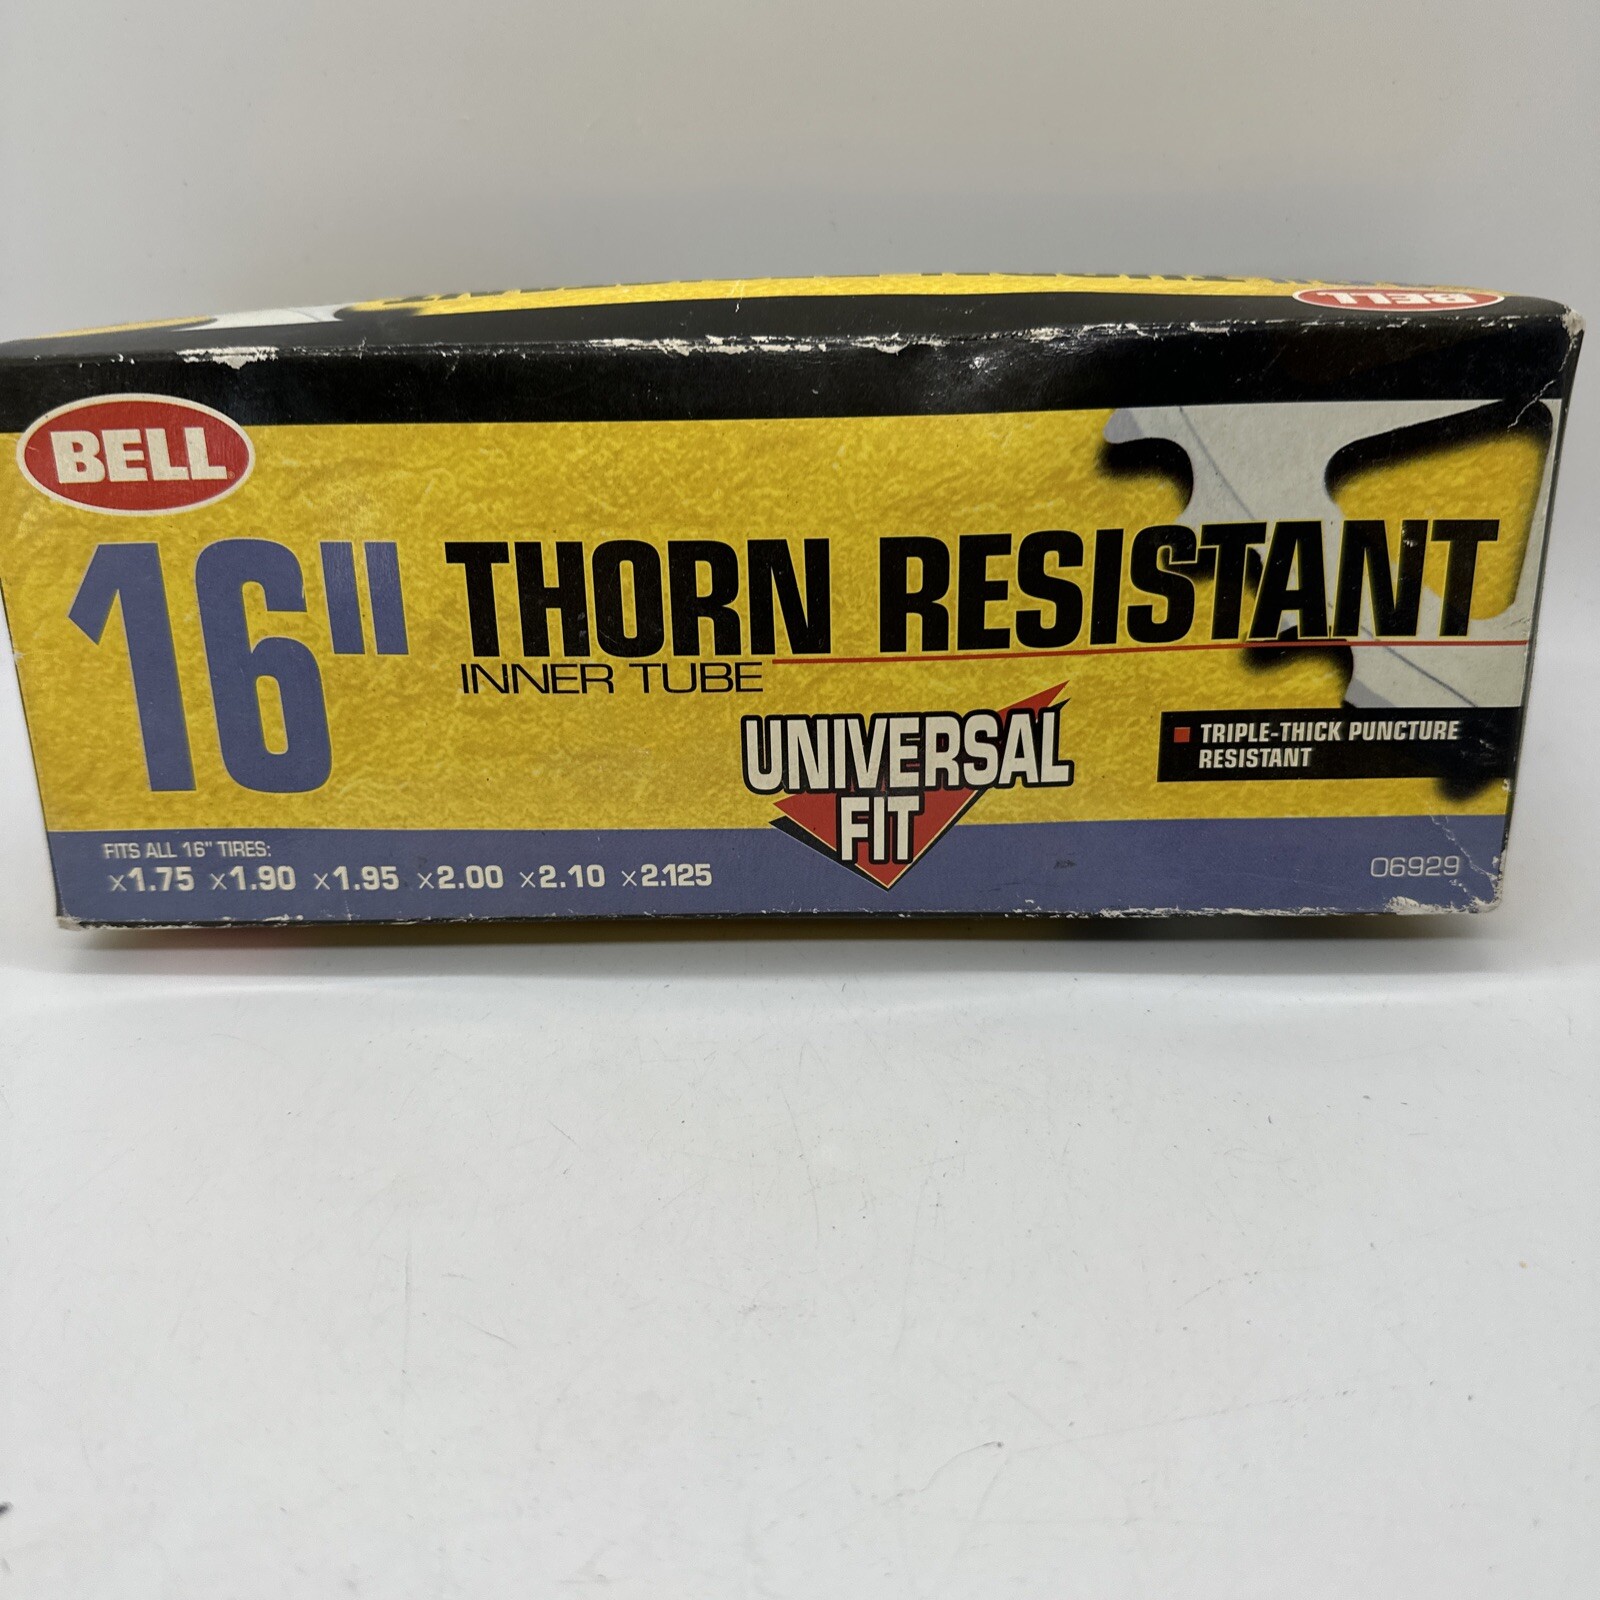 BELL
BELL
16" THORN RESISTANT
INNER TUBE
UNIVERSAL
FIT
TRIPLE-THICK PUNCTURE
RESISTANT
FITS ALL 16" TIRES:
x1.75 x1.90 x1.95 x2.00 x2.10 x2.125
06929